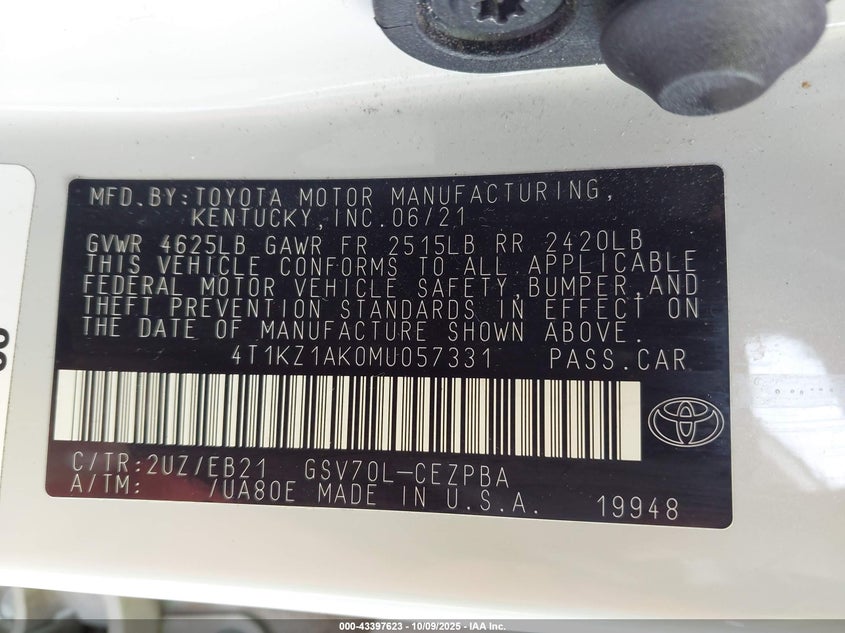 MFD.BY:TOYOTA MOTOR MANUFACTURING,
KENTUCKY,INC.06/21
GVWR 4625LB GAWR FR 2515LB RR 2420LB
THIS VEHICLE CONFORMS TO ALL APPLICABLE
FEDERAL MOTOR VEHICLE SAFETY,BUMPER,AND
THEFT PREVENTION STANDARDS IN EFFECT ON
THE DATE OF MANUFACTURE SHOWN ABOVE.
4T1KZ1AK0MU057331 PASS.CAR
C/TR:2UZ/EB21 GSV70L-CEZPBA
A/TM: /UA80E MADE IN U.S.A. 19948
000-43397623 - 10/09/2025 - IAA Inc.